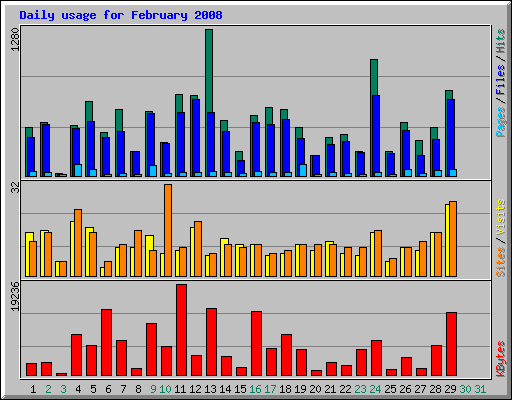 Daily usage for February 2008
1280
Pages / Files / Hits
32
Sites / Visits
19236
KBytes
1 2 3 4 5 6 7 8 9 10 11 12 13 14 15 16 17 18 19 20 21 22 23 24 25 26 27 28 29 30 31